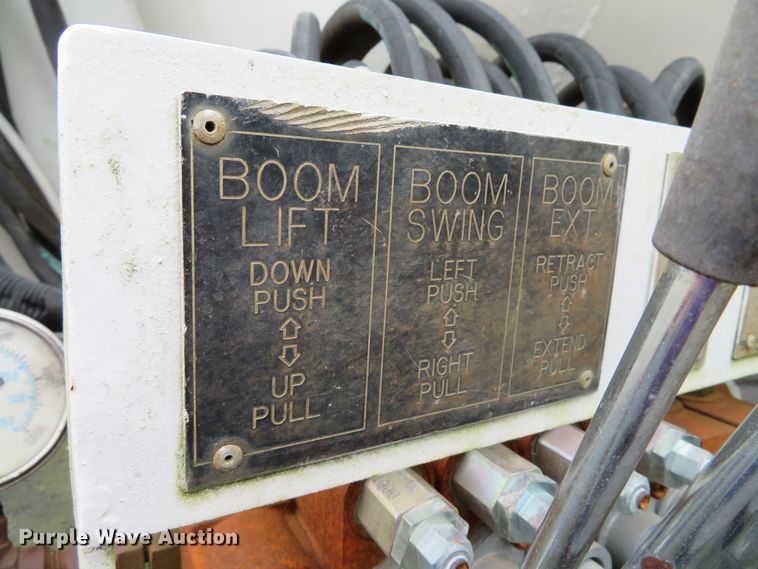 BOOM
LIFT
DOWN
PUSH
UP
PULL
BOOM
SWING
LEFT
PUSH
RIGHT
PULL
BOOM
EXT.
RETRACT
PUSH
EXTEND
PULL
Purple Wave Auction